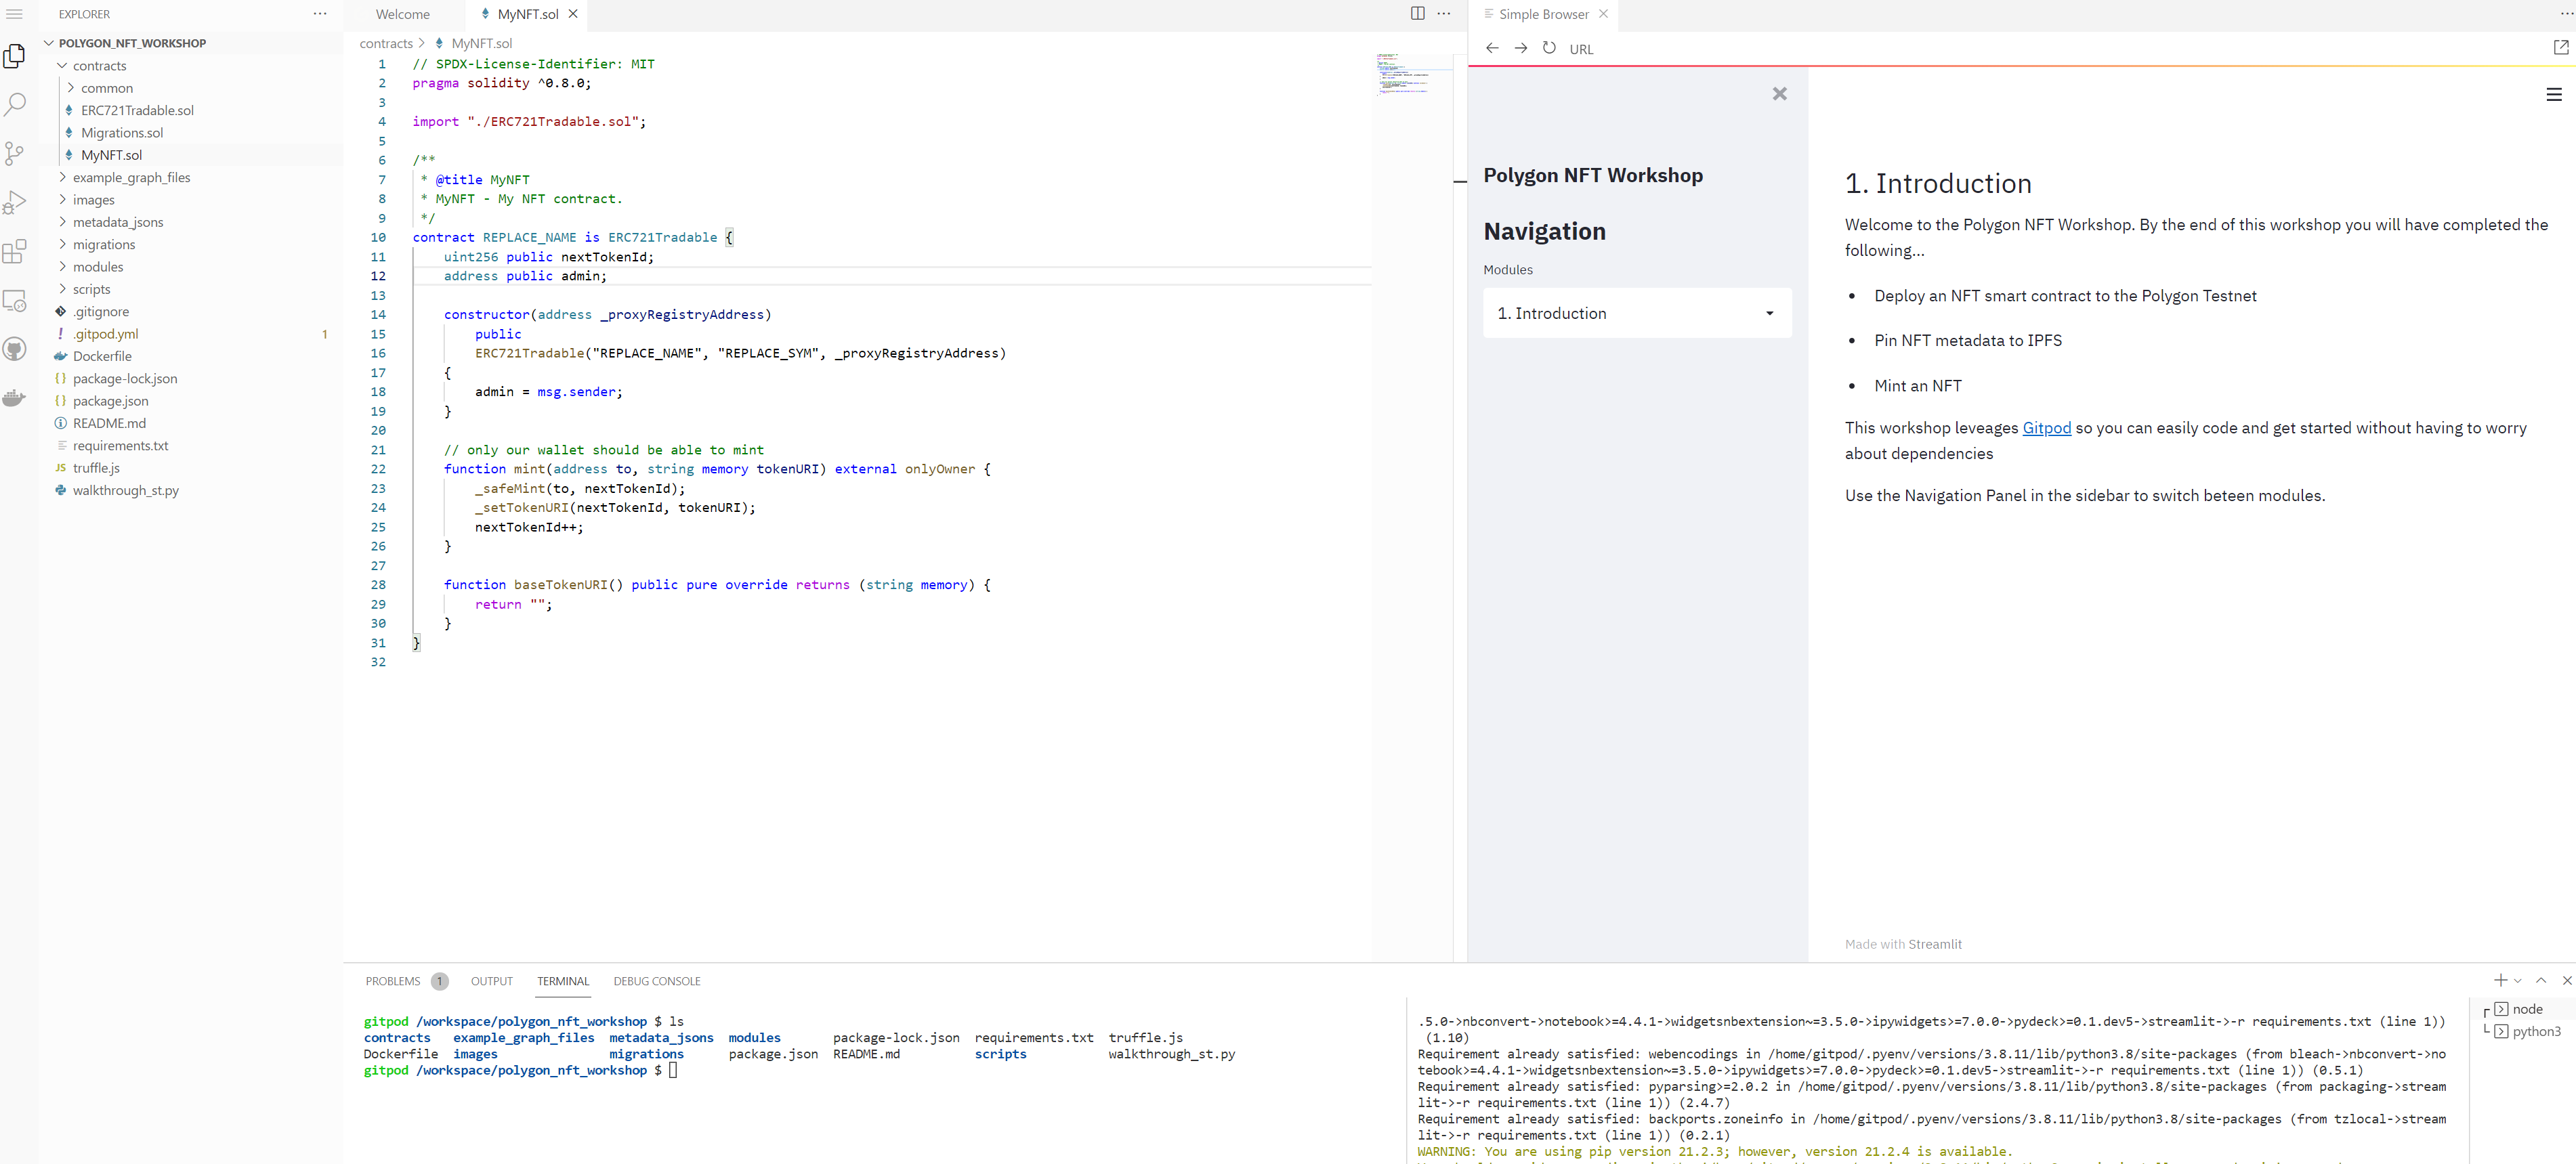 EXPLORER
POLYGON_NFT_WORKSHOP
contracts
common
ERC721Tradable.sol
Migrations.sol
MyNFT.sol
example_graph_files
images
metadata_jsons
migrations
modules
scripts
.gitignore
.gitpod.yml 1
Dockerfile
package-lock.json
package.json
README.md
requirements.txt
truffle.js
walkthrough_st.py
Welcome
MyNFT.sol
contracts > MyNFT.sol
1 // SPDX-License-Identifier: MIT
2 pragma solidity ^0.8.0;
3
4 import "./ERC721Tradable.sol";
5
6 /**
7 * @title MyNFT
8 * MyNFT - My NFT contract.
9 */
10 contract REPLACE_NAME is ERC721Tradable {
11 uint256 public nextTokenId;
12 address public admin;
13
14 constructor(address _proxyRegistryAddress)
15 public
16 ERC721Tradable("REPLACE_NAME", "REPLACE_SYM", _proxyRegistryAddress)
17 {
18 admin = msg.sender;
19 }
20
21 // only our wallet should be able to mint
22 function mint(address to, string memory tokenURI) external onlyOwner {
23 _safeMint(to, nextTokenId);
24 _setTokenURI(nextTokenId, tokenURI);
25 nextTokenId++;
26 }
27
28 function baseTokenURI() public pure override returns (string memory) {
29 return "";
30 }
31 }
32
Simple Browser
URL
Polygon NFT Workshop
Navigation
Modules
1. Introduction
1. Introduction
Welcome to the Polygon NFT Workshop. By the end of this workshop you will have completed the
following...
• Deploy an NFT smart contract to the Polygon Testnet
• Pin NFT metadata to IPFS
• Mint an NFT
This workshop leveages Gitpod so you can easily code and get started without having to worry
about dependencies
Use the Navigation Panel in the sidebar to switch beteen modules.
Made with Streamlit
PROBLEMS 1 OUTPUT TERMINAL DEBUG CONSOLE
gitpod /workspace/polygon_nft_workshop $ ls
contracts example_graph_files metadata_jsons modules package-lock.json requirements.txt truffle.js
Dockerfile images migrations package.json README.md scripts walkthrough_st.py
gitpod /workspace/polygon_nft_workshop $
.5.0->nbconvert->notebook>=4.4.1->widgetsnbextension~=3.5.0->ipywidgets>=7.0.0->pydeck>=0.1.dev5->streamlit->-r requirements.txt (line 1))
(1.10)
Requirement already satisfied: webencodings in /home/gitpod/.pyenv/versions/3.8.11/lib/python3.8/site-packages (from bleach->nbconvert->no
tebook>=4.4.1->widgetsnbextension~=3.5.0->ipywidgets>=7.0.0->pydeck>=0.1.dev5->streamlit->-r requirements.txt (line 1)) (0.5.1)
Requirement already satisfied: pyparsing>=2.0.2 in /home/gitpod/.pyenv/versions/3.8.11/lib/python3.8/site-packages (from packaging->stream
lit->-r requirements.txt (line 1)) (2.4.7)
Requirement already satisfied: backports.zoneinfo in /home/gitpod/.pyenv/versions/3.8.11/lib/python3.8/site-packages (from tzlocal->stream
lit->-r requirements.txt (line 1)) (0.2.1)
WARNING: You are using pip version 21.2.3; however, version 21.2.4 is available.
node
python3